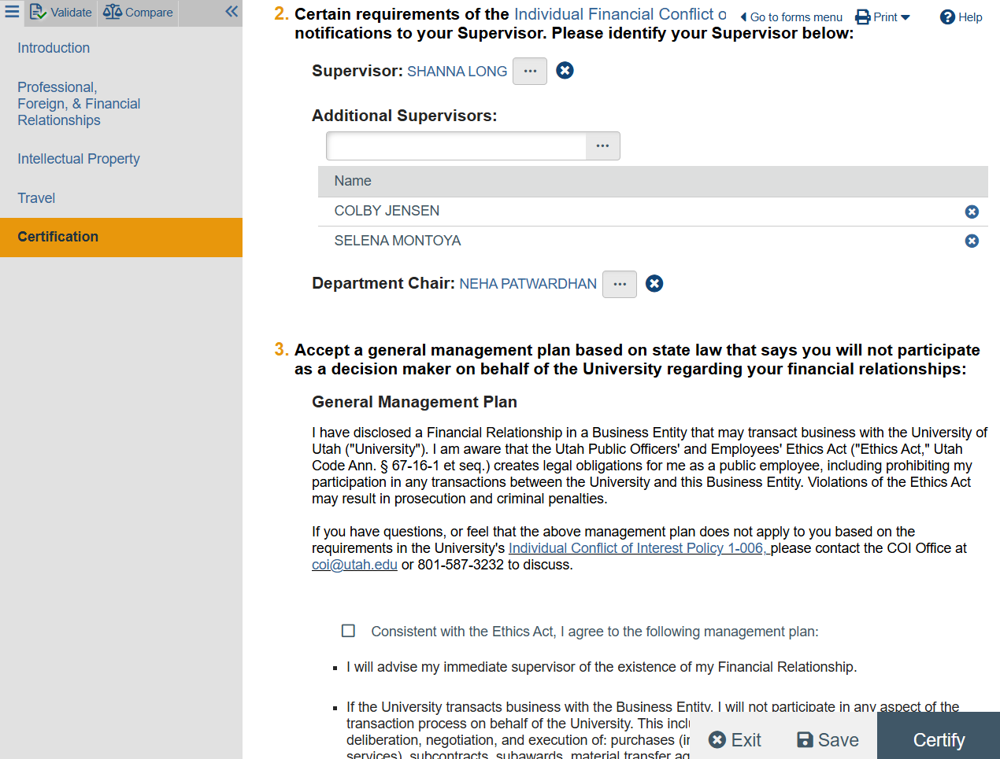 Validate
Compare
Introduction
Professional,
Foreign, & Financial
Relationships
Intellectual Property
Travel
Certification
Go to forms menu
Print
Help
2. Certain requirements of the Individual Financial Conflict o
notifications to your Supervisor. Please identify your Supervisor below:
Supervisor: SHANNA LONG ...
Additional Supervisors:
...
Name
COLBY JENSEN
SELENA MONTOYA
Department Chair: NEHA PATWARDHAN ...
3. Accept a general management plan based on state law that says you will not participate
as a decision maker on behalf of the University regarding your financial relationships:
General Management Plan
I have disclosed a Financial Relationship in a Business Entity that may transact business with the University of
Utah ("University"). I am aware that the Utah Public Officers' and Employees' Ethics Act ("Ethics Act," Utah
Code Ann. § 67-16-1 et seq.) creates legal obligations for me as a public employee, including prohibiting my
participation in any transactions between the University and this Business Entity. Violations of the Ethics Act
may result in prosecution and criminal penalties.
If you have questions, or feel that the above management plan does not apply to you based on the
requirements in the University's Individual Conflict of Interest Policy 1-006, please contact the COI Office at
coi@utah.edu or 801-587-3232 to discuss.
Consistent with the Ethics Act, I agree to the following management plan:
▪ I will advise my immediate supervisor of the existence of my Financial Relationship.
▪ If the University transacts business with the Business Entity, I will not participate in any aspect of the
transaction process on behalf of the University. This inclu
deliberation, negotiation, and execution of: purchases (in
services), subcontracts, subawards, material transfer ag
Exit
Save
Certify